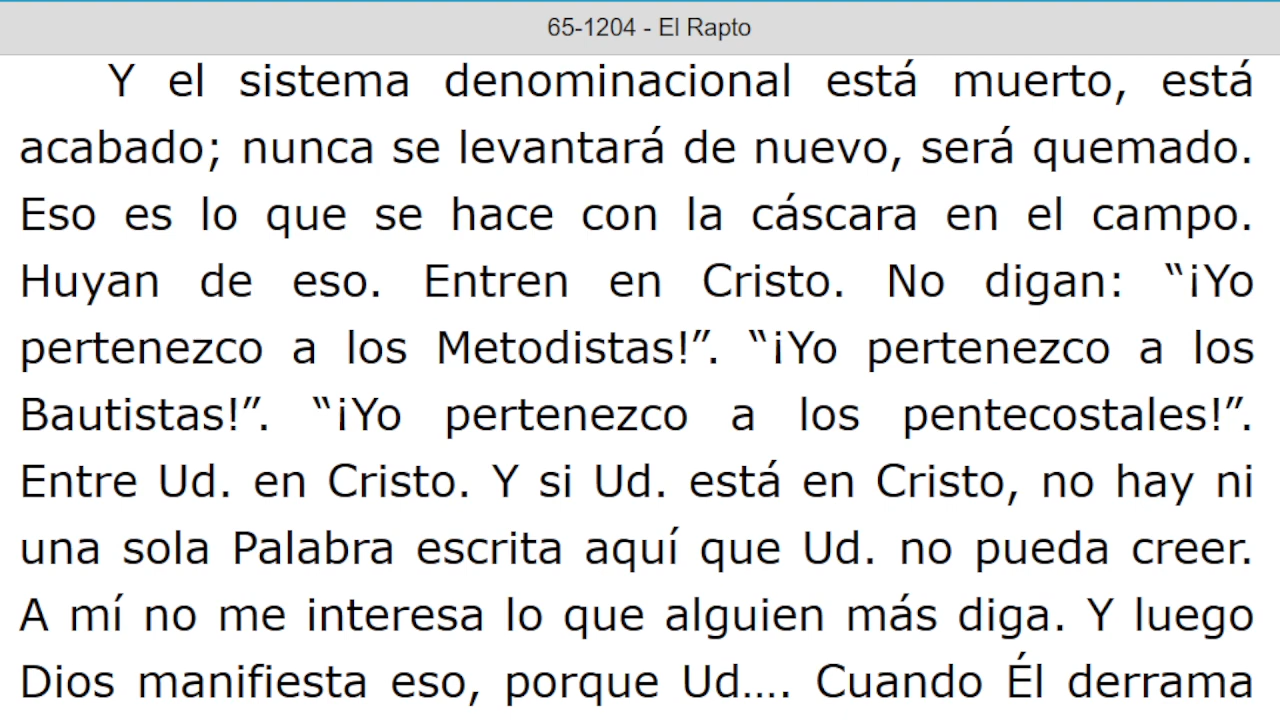 65-1204 - El Rapto
Y el sistema denominacional está muerto, está
acabado; nunca se levantará de nuevo, será quemado.
Eso es lo que se hace con la cáscara en el campo.
Huyan de eso. Entren en Cristo. No digan: “¡Yo
pertenezco a los Metodistas!”. “¡Yo pertenezco a los
Bautistas!”. “¡Yo pertenezco a los pentecostales!”.
Entre Ud. en Cristo. Y si Ud. está en Cristo, no hay ni
una sola Palabra escrita aquí que Ud. no pueda creer.
A mí no me interesa lo que alguien más diga. Y luego
Dios manifiesta eso, porque Ud.... Cuando Él derrama